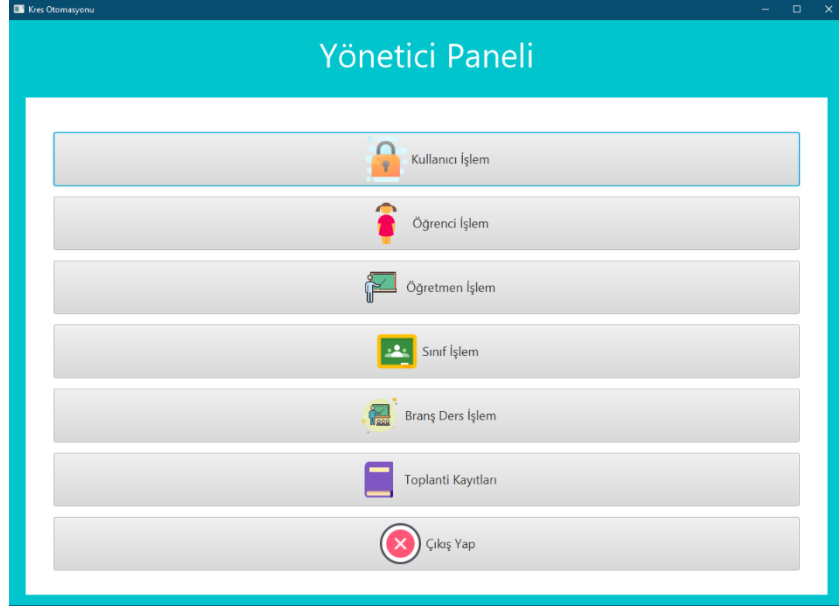 Kres Otomasyonu
Yönetici Paneli
Kullanıcı İşlem
Öğrenci İşlem
Öğretmen İşlem
Sınıf İşlem
Branş Ders İşlem
Toplanti Kayıtları
Çıkış Yap